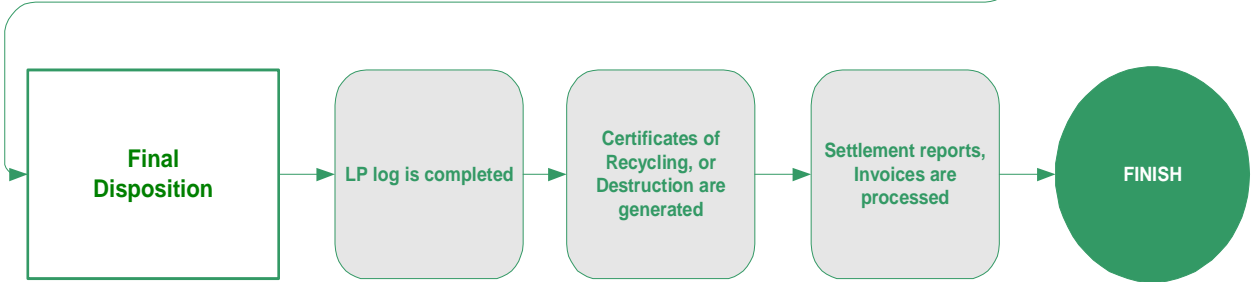 Final
Disposition
LP log is completed
Certificates of
Recycling, or
Destruction are
generated
Settlement reports,
Invoices are
processed
FINISH